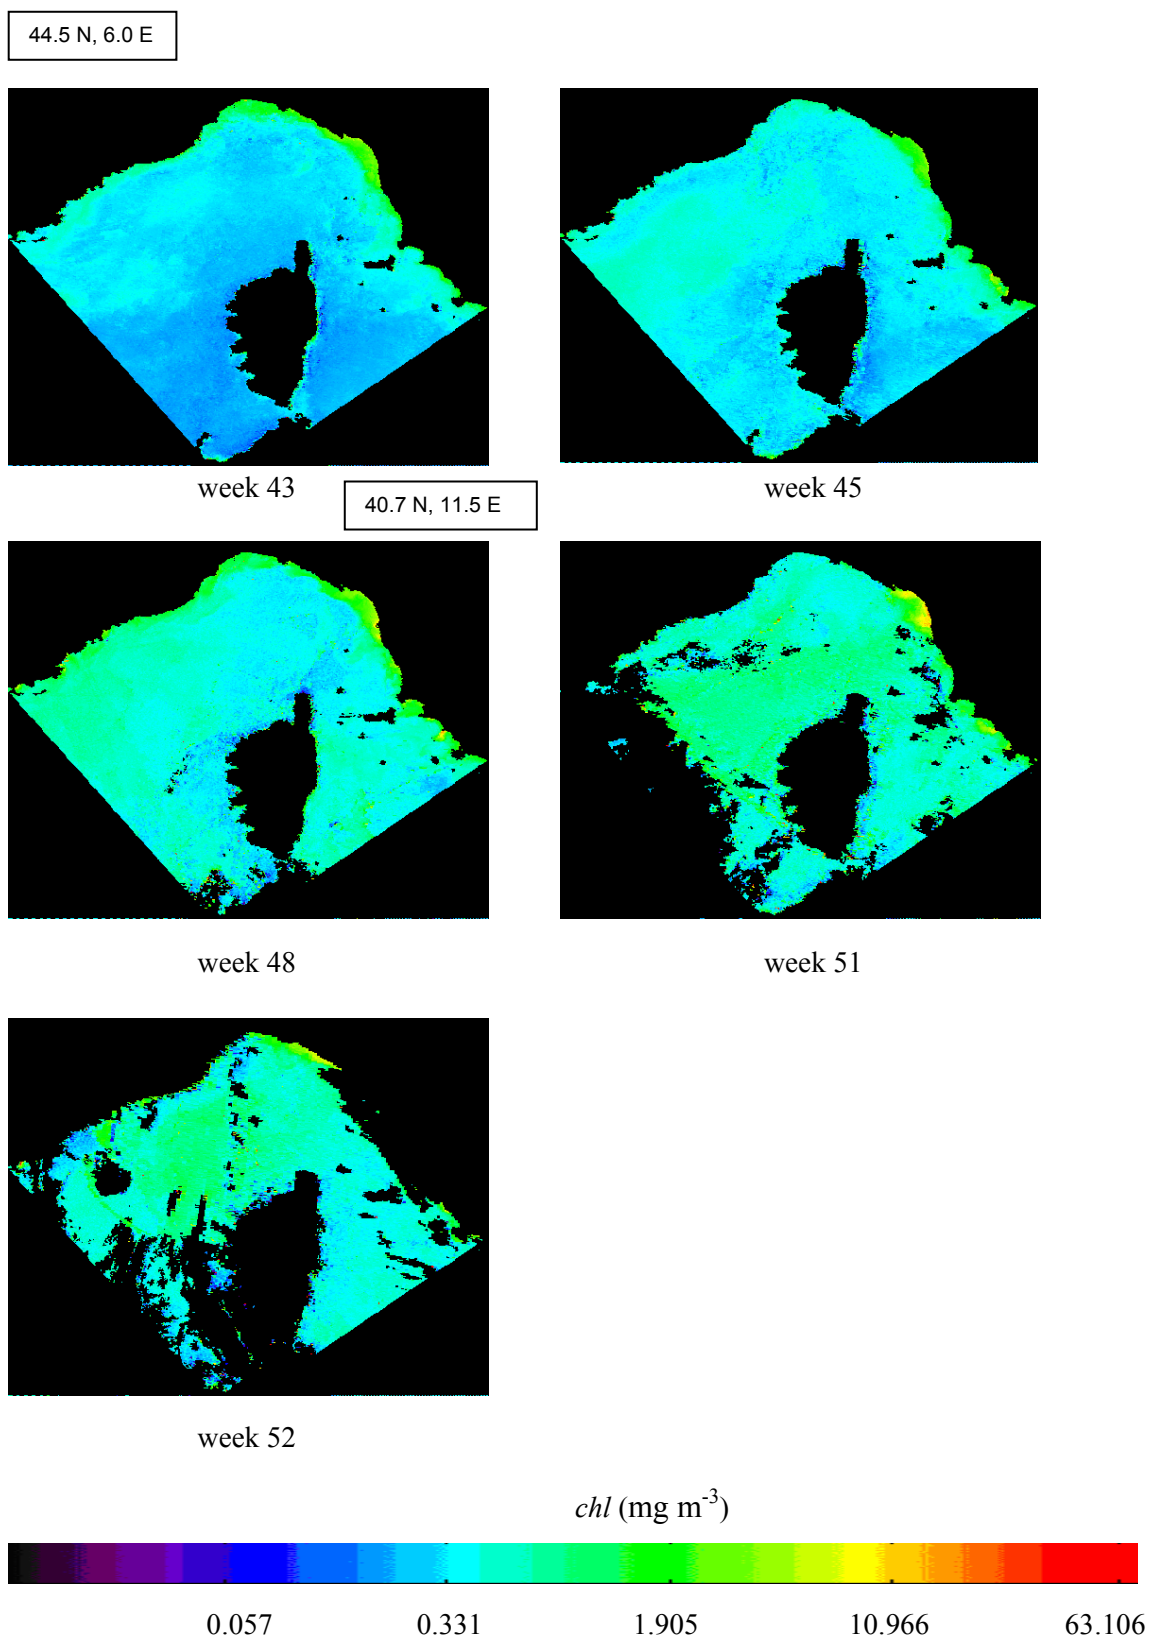 44.5 N, 6.0 E
week 43
week 45
40.7 N, 11.5 E
week 48
week 51
week 52
chl (mg m-3)
0.057 0.331 1.905 10.966 63.106